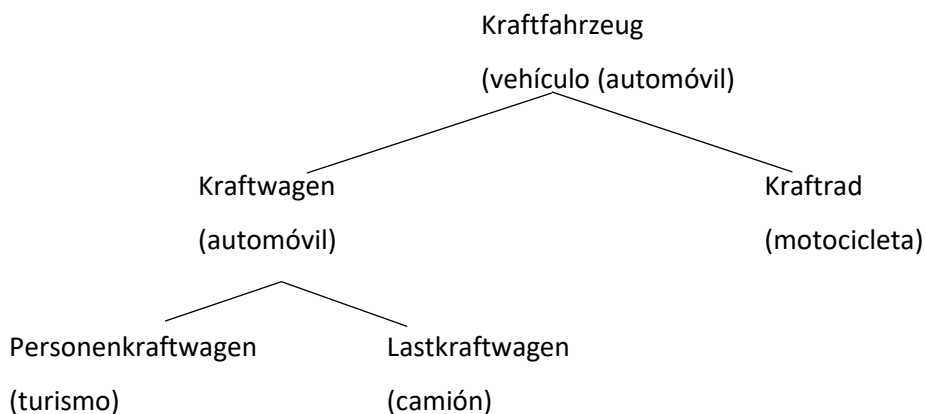 Kraftfahrzeug
(vehículo (automóvil)
Kraftwagen
(automóvil)
Kraftrad
(motocicleta)
Personenkraftwagen
(turismo)
Lastkraftwagen
(camión)